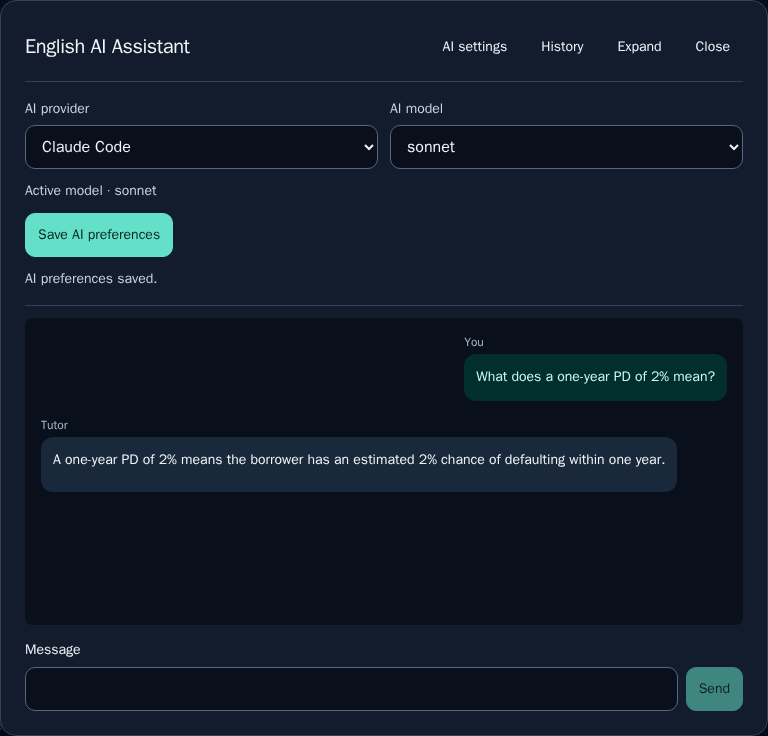 English AI Assistant
AI settings
History
Expand
Close
AI provider
AI model
Claude Code
sonnet
Active model · sonnet
Save AI preferences
AI preferences saved.
You
What does a one-year PD of 2% mean?
Tutor
A one-year PD of 2% means the borrower has an estimated 2% chance of defaulting within one year.
Message
Send